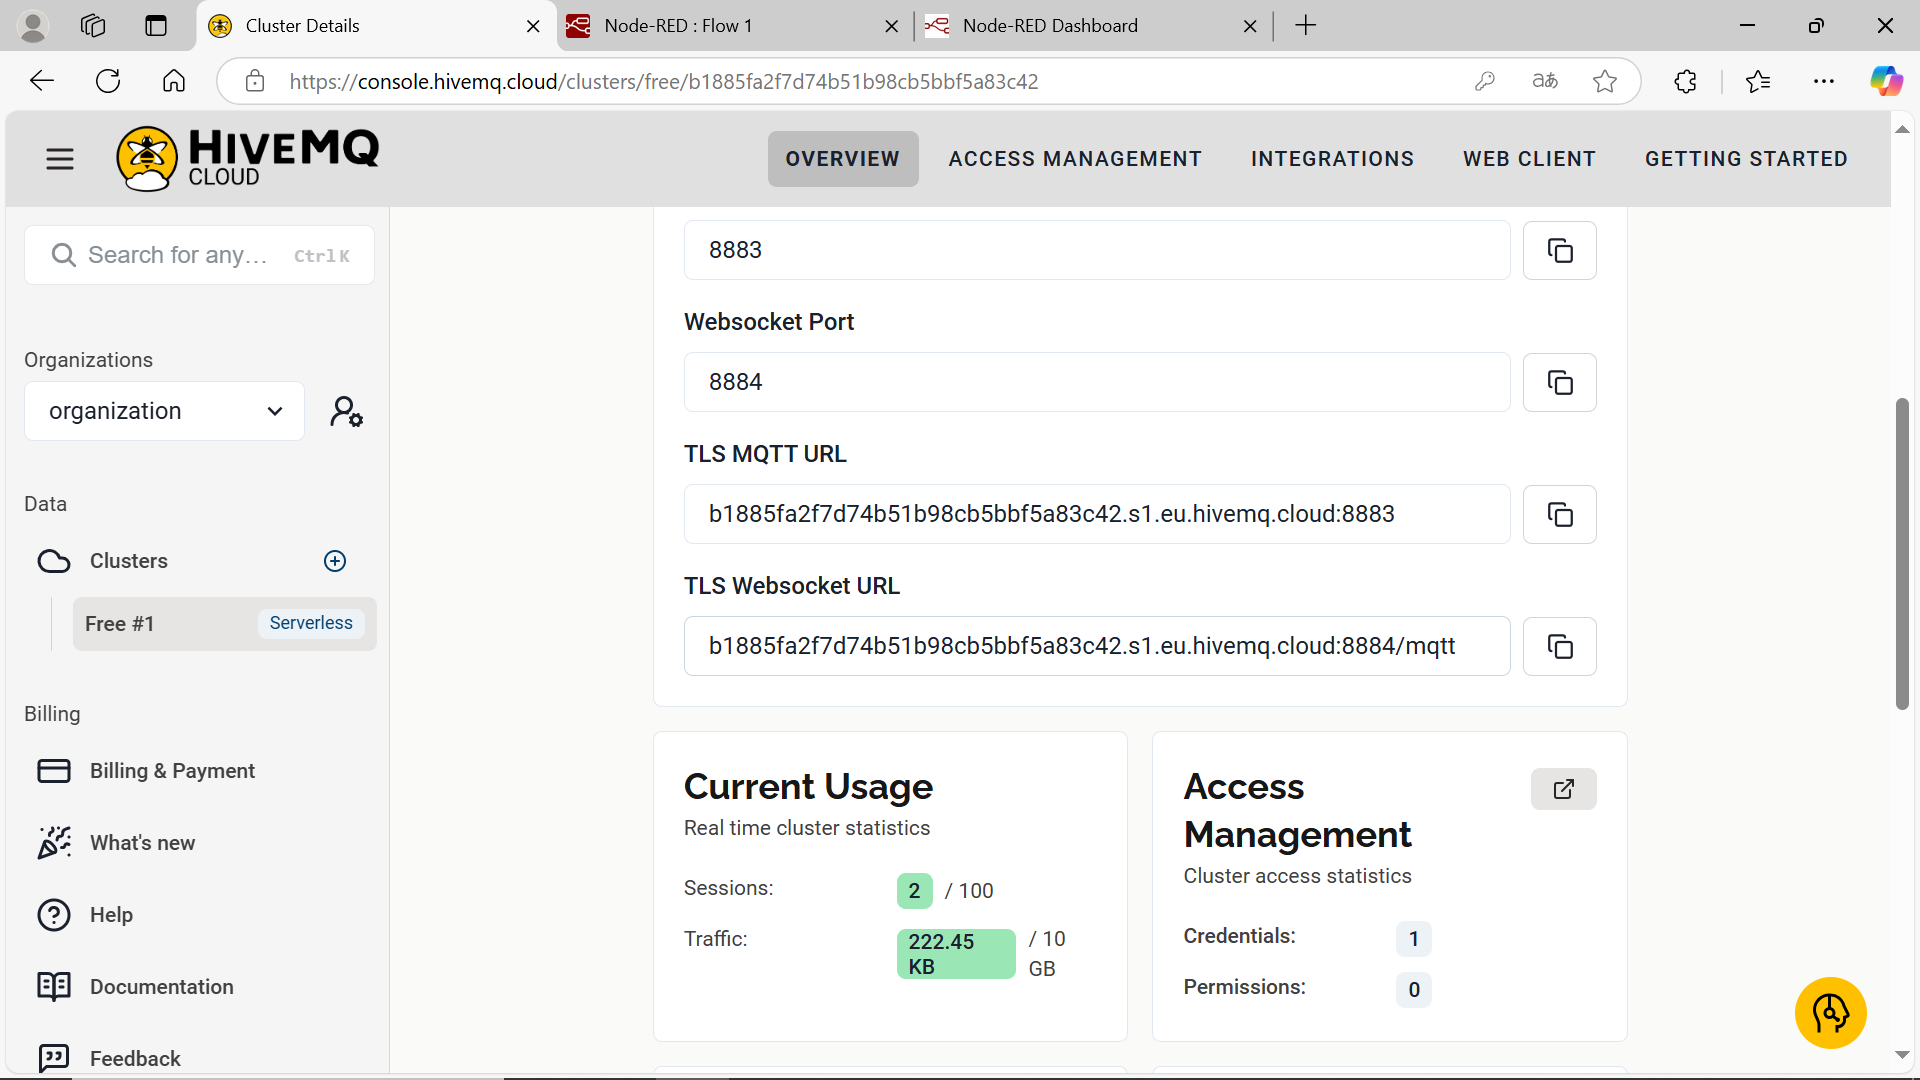 Cluster Details
Node-RED : Flow 1
Node-RED Dashboard
https://console.hivemq.cloud/clusters/free/b1885fa2f7d74b51b98cb5bbf5a83c42
aあ
HIVEMQ
CLOUD
OVERVIEW
ACCESS MANAGEMENT
INTEGRATIONS
WEB CLIENT
GETTING STARTED
Search for any...
Ctrl K
Organizations
organization
Data
Clusters
Free #1
Serverless
Billing
Billing & Payment
What's new
Help
Documentation
Feedback
8883
Websocket Port
8884
TLS MQTT URL
b1885fa2f7d74b51b98cb5bbf5a83c42.s1.eu.hivemq.cloud:8883
TLS Websocket URL
b1885fa2f7d74b51b98cb5bbf5a83c42.s1.eu.hivemq.cloud:8884/mqtt
Current Usage
Real time cluster statistics
Sessions: 2 / 100
Traffic: 222.45 KB / 10 GB
Access
Management
Cluster access statistics
Credentials: 1
Permissions: 0